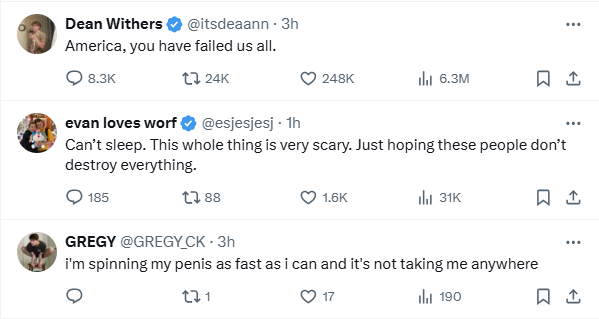 Dean Withers @itsdeaann · 3h
America, you have failed us all.
8.3K 24K 248K 6.3M
evan loves worf @esjesjesj · 1h
Can’t sleep. This whole thing is very scary. Just hoping these people don’t
destroy everything.
185 88 1.6K 31K
GREGY @GREGY_CK · 3h
i'm spinning my penis as fast as i can and it's not taking me anywhere
1 17 190